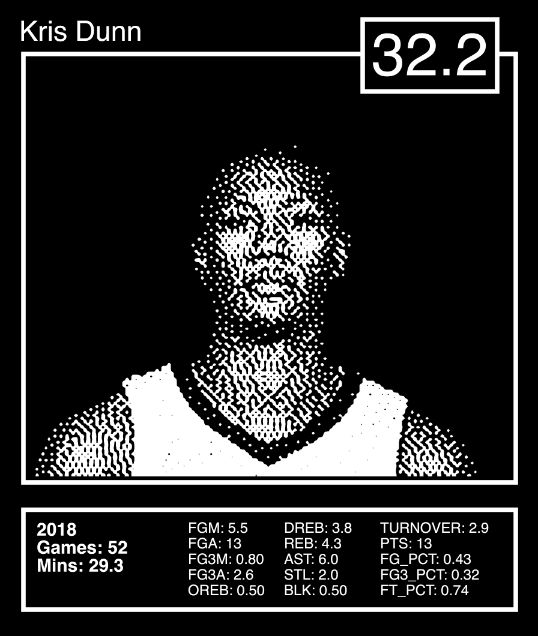 Kris Dunn
32.2
2018
Games: 52
Mins: 29.3
FGM: 5.5
FGA: 13
FG3M: 0.80
FG3A: 2.6
OREB: 0.50
DREB: 3.8
REB: 4.3
AST: 6.0
STL: 2.0
BLK: 0.50
TURNOVER: 2.9
PTS: 13
FG_PCT: 0.43
FG3_PCT: 0.32
FT_PCT: 0.74